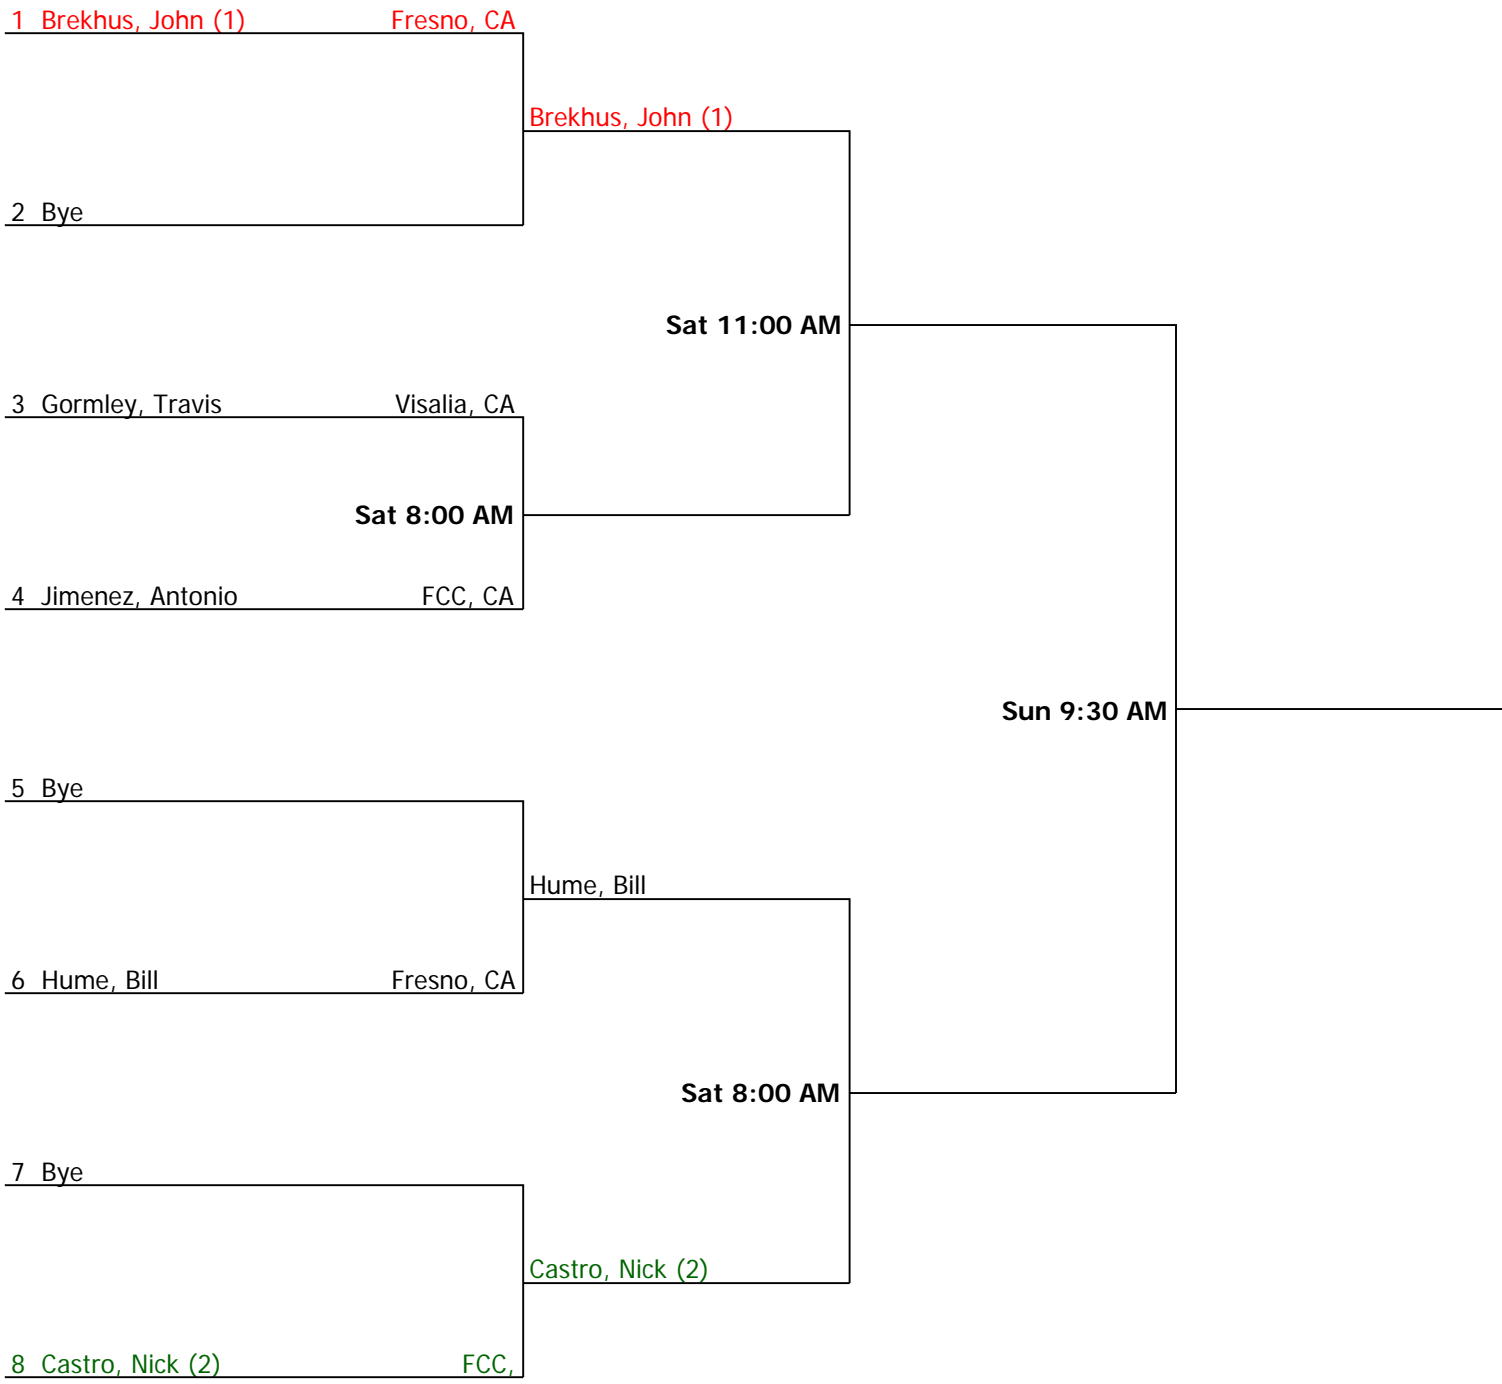 1 Brekhus, John (1) Fresno, CA
Brekhus, John (1)
2 Bye
Sat 11:00 AM
3 Gormley, Travis Visalia, CA
Sat 8:00 AM
4 Jimenez, Antonio FCC, CA
Sun 9:30 AM
5 Bye
Hume, Bill
6 Hume, Bill Fresno, CA
Sat 8:00 AM
7 Bye
Castro, Nick (2)
8 Castro, Nick (2) FCC,